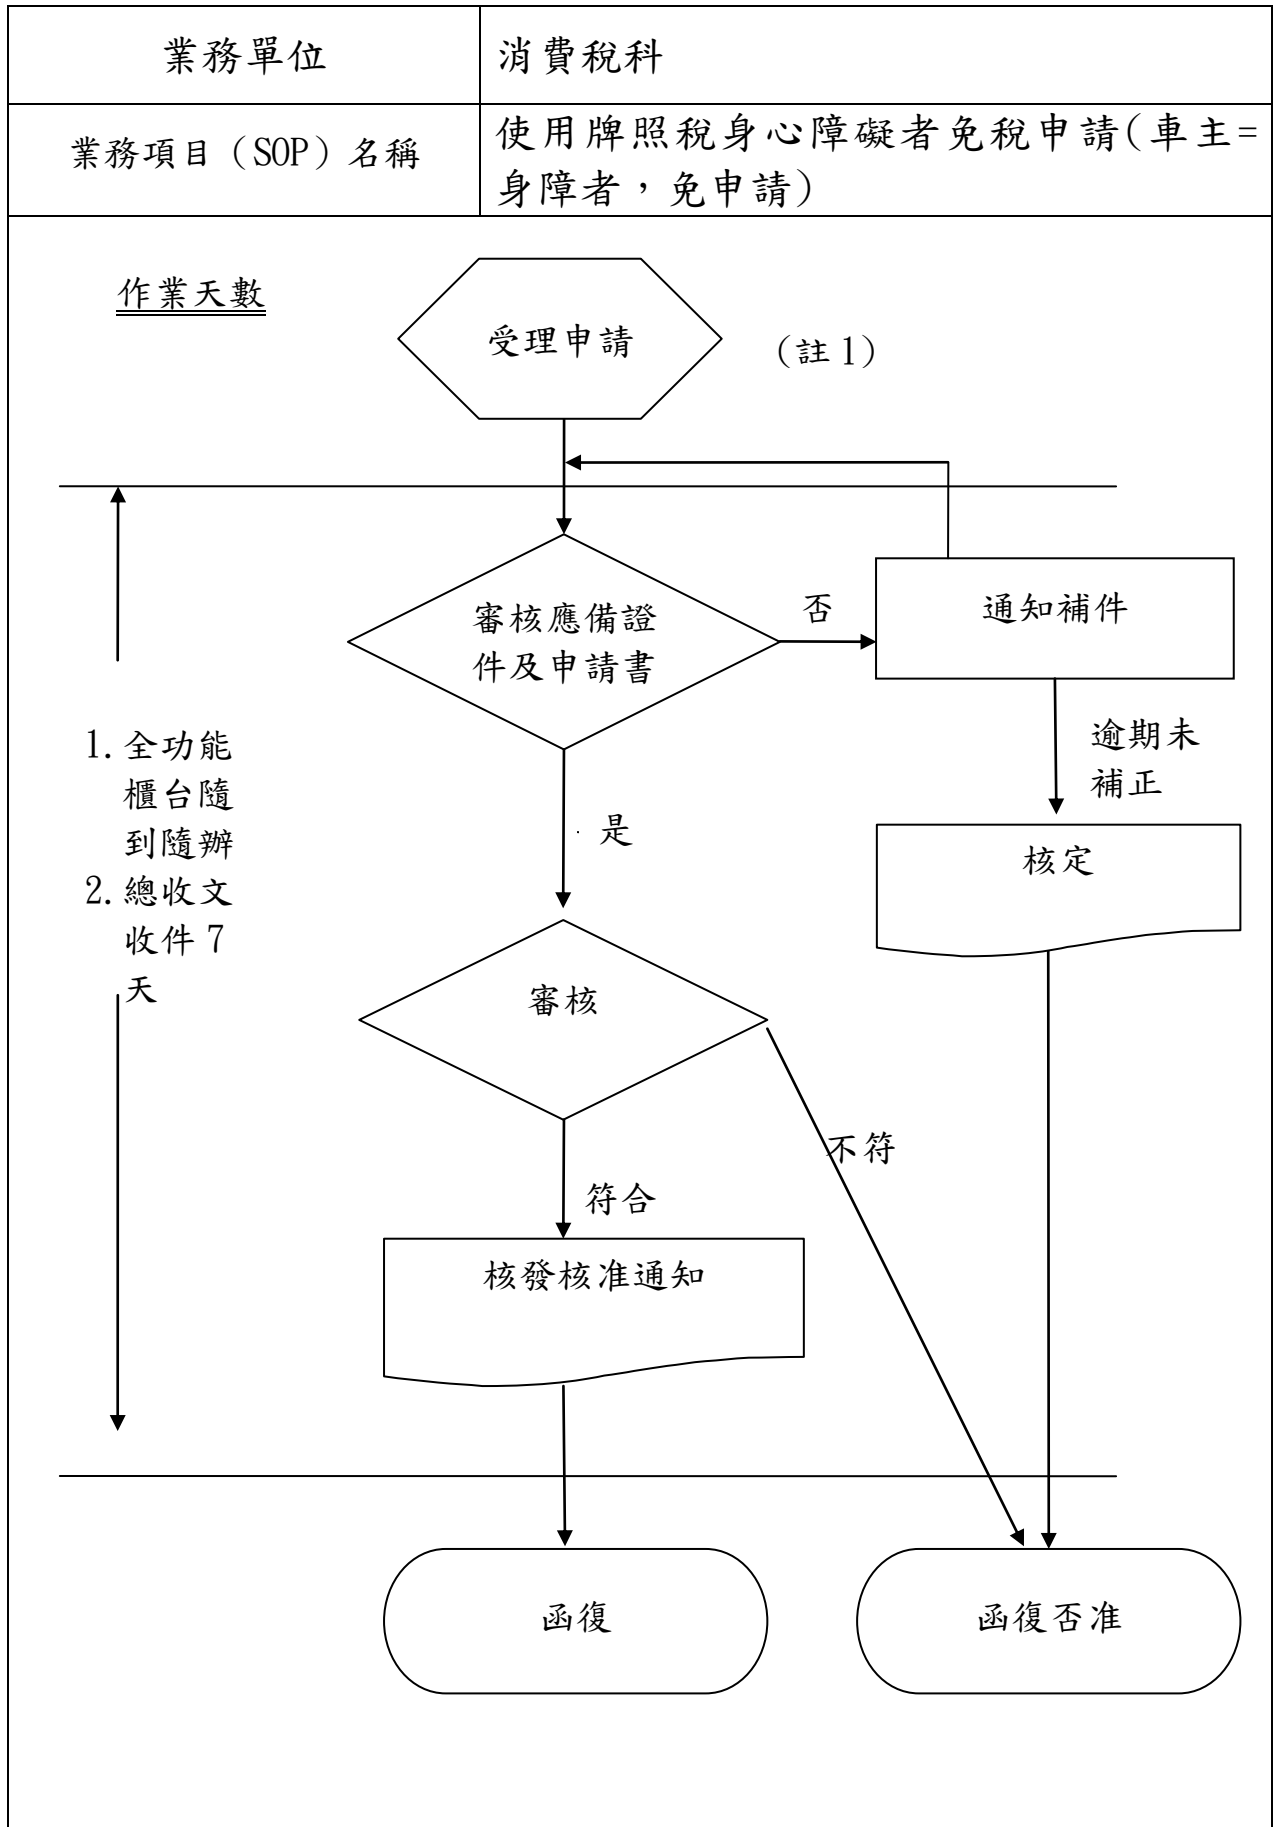 業務單位
消費稅科
業務項目（SOP）名稱
使用牌照稅身心障礙者免稅申請(車主=
身障者，免申請)
作業天數
受理申請
（註1）
審核應備證
件及申請書
否
通知補件
逾期未
補正
1.全功能
櫃台隨
到隨辦
2.總收文
收件7
天
是
核定
審核
不符
符合
核發核准通知
函復
函復否准